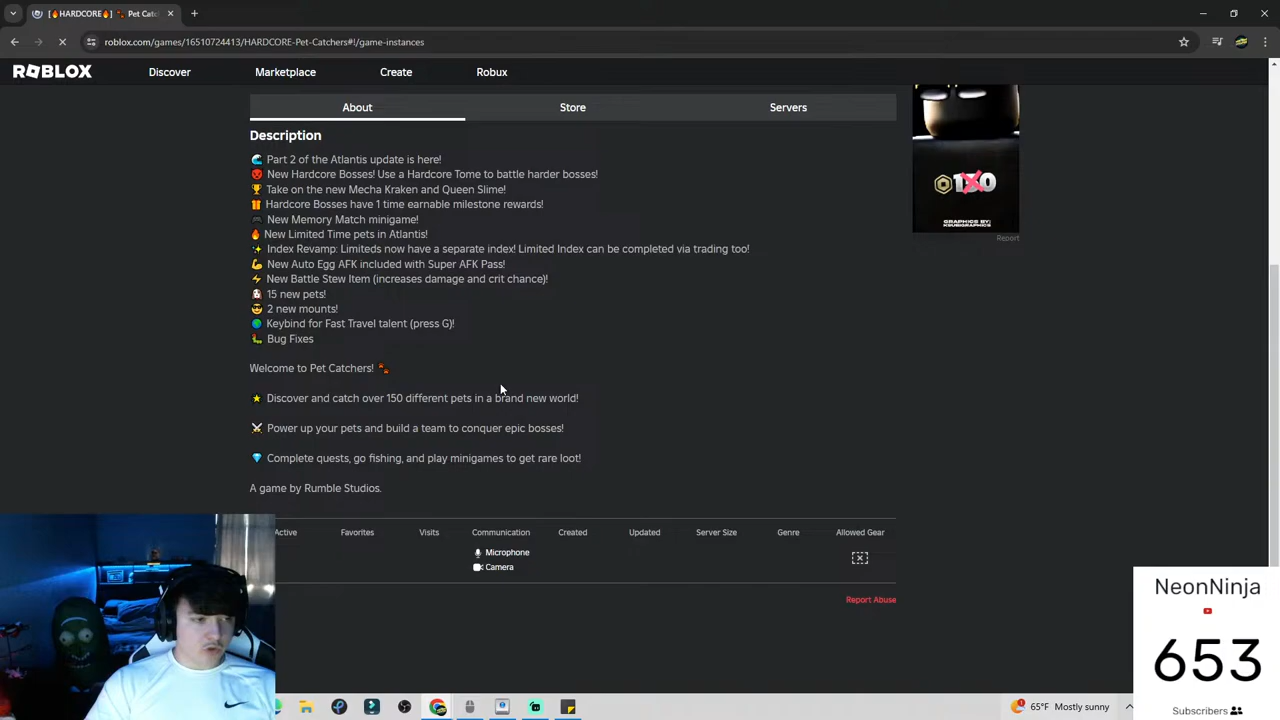 [🔥HARDCORE🔥] 🐾 Pet Catc
roblox.com/games/16510724413/HARDCORE-Pet-Catchers#!/game-instances
ROBLOX Discover Marketplace Create Robux
About Store Servers
Description
🌊 Part 2 of the Atlantis update is here!
👹 New Hardcore Bosses! Use a Hardcore Tome to battle harder bosses!
🏆 Take on the new Mecha Kraken and Queen Slime!
🎁 Hardcore Bosses have 1 time earnable milestone rewards!
🎮 New Memory Match minigame!
🔥 New Limited Time pets in Atlantis!
✨ Index Revamp: Limiteds now have a separate index! Limited Index can be completed via trading too!
💪 New Auto Egg AFK included with Super AFK Pass!
⚡ New Battle Stew Item (increases damage and crit chance)!
🐶 15 new pets!
😎 2 new mounts!
🌎 Keybind for Fast Travel talent (press G)!
🐛 Bug Fixes
Welcome to Pet Catchers! 🐾
🌟 Discover and catch over 150 different pets in a brand new world!
⚔️ Power up your pets and build a team to conquer epic bosses!
💎 Complete quests, go fishing, and play minigames to get rare loot!
A game by Rumble Studios.
Active Favorites Visits Communication Created Updated Server Size Genre Allowed Gear
Microphone
Camera
Report Abuse
GRAPHICS BY:
Report
NeonNinja
653
Subscribers
65°F Mostly sunny